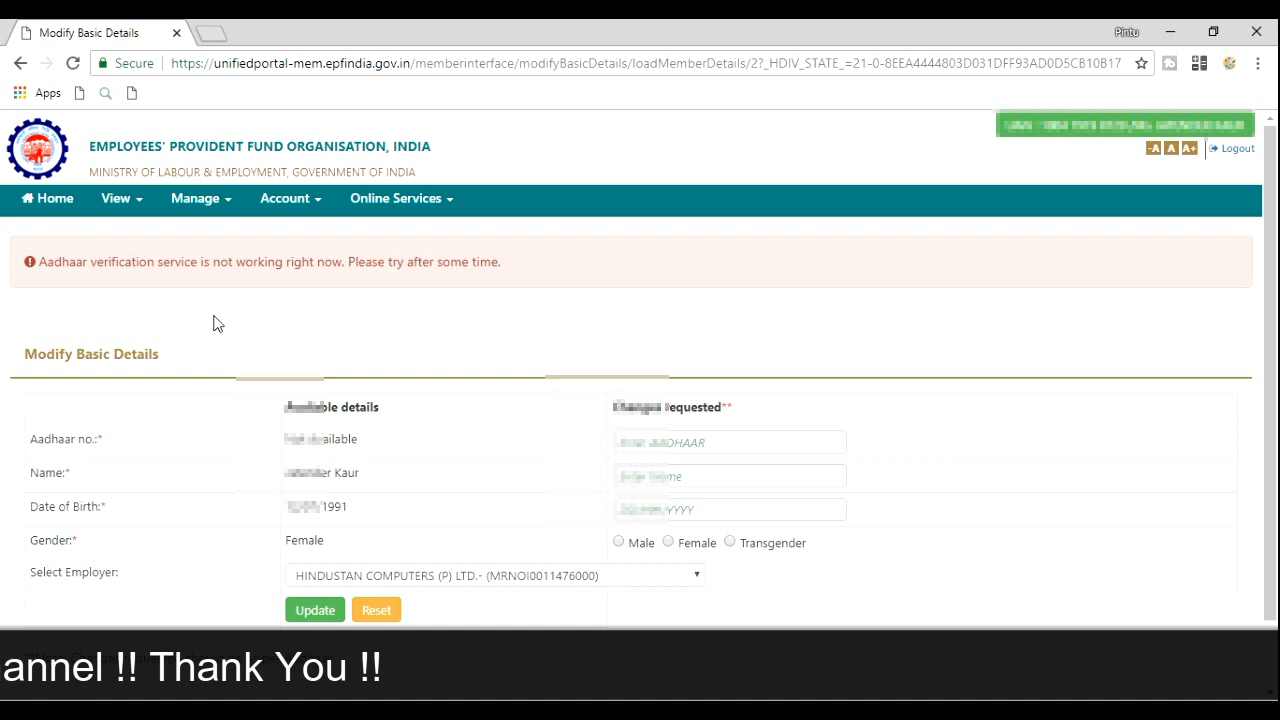 Modify Basic Details
Pintu
Secure https://unifiedportal-mem.epfindia.gov.in/memberinterface/modifyBasicDetails/loadMemberDetails/2?_HDIV_STATE_=21-0-8EEA4444803D031DFF93AD0D5CB10B17
Apps
EMPLOYEES' PROVIDENT FUND ORGANISATION, INDIA
-A A A+ Logout
MINISTRY OF LABOUR & EMPLOYMENT, GOVERNMENT OF INDIA
Home View Manage Account Online Services
Aadhaar verification service is not working right now. Please try after some time.
Modify Basic Details
details requested**
Aadhaar no.:*
Name:* Kaur
Date of Birth:* 1991
Gender:* Female Male Female Transgender
Select Employer: HINDUSTAN COMPUTERS (P) LTD.- (MRNOI0011476000)
Update Reset
annel !! Thank You !!